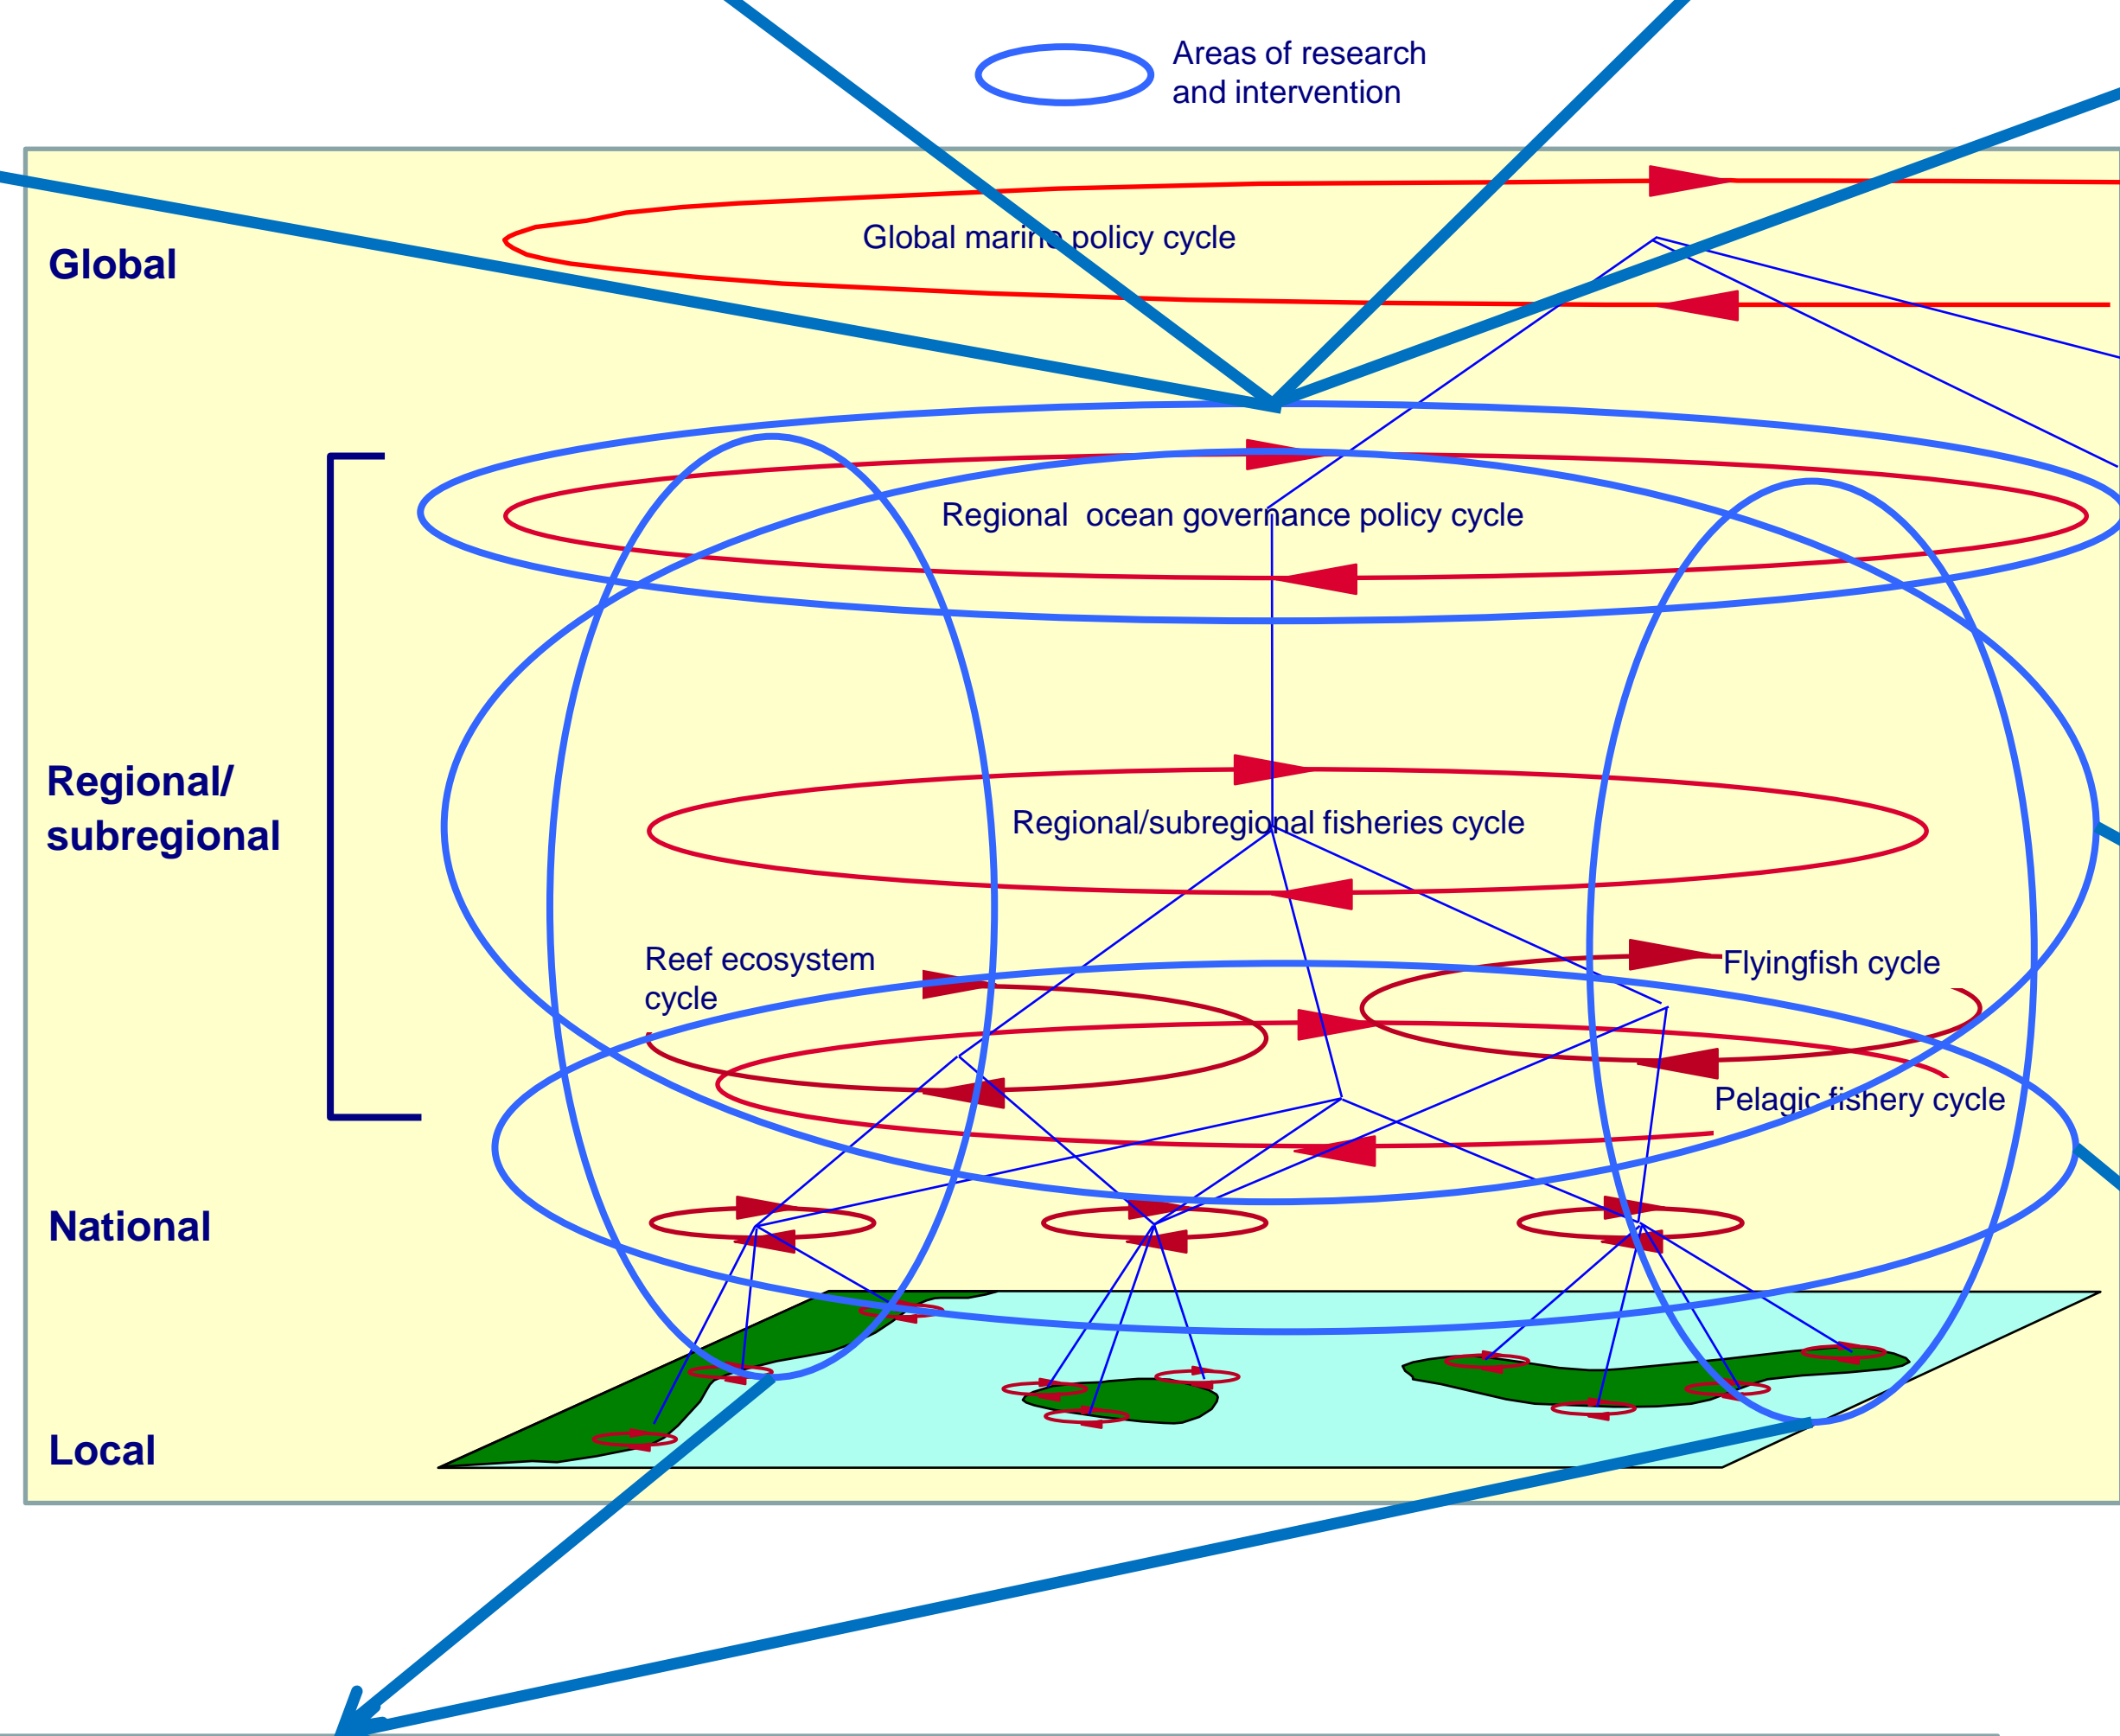 Areas of research
and intervention
Global marine policy cycle
Global
Regional  ocean governance policy cycle
Regional/
subregional
Regional/subregional fisheries cycle
Reef ecosystem
cycle
Flyingfish cycle
Pelagic fishery cycle
National
Local